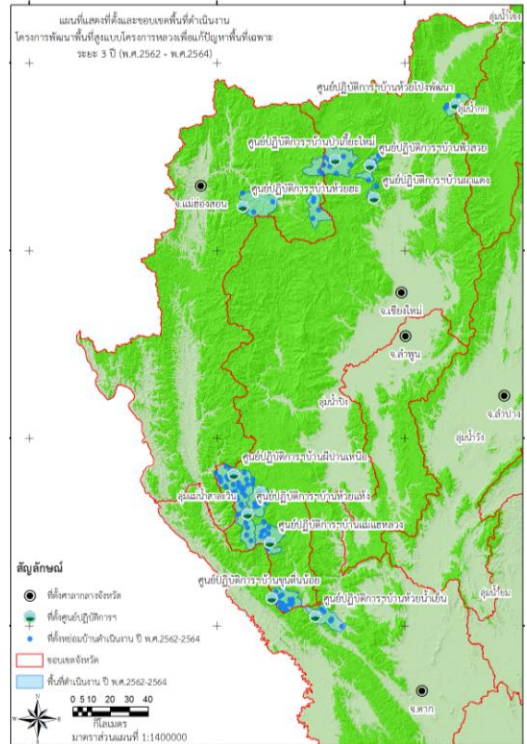 แผนที่แสดงที่ตั้งและขอบเขตพื้นที่ดำเนินงาน
โครงการพัฒนาพื้นที่สูงแบบโครงการหลวงเพื่อแก้ปัญหาพื้นที่เฉพาะ
ระยะ 3 ปี (พ.ศ.2562 - พ.ศ.2564)
ลุ่มน้ำโขง
ศูนย์ปฏิบัติการฯบ้านห้วยโป่งพัฒนา
ลุ่มน้ำกก
ศูนย์ปฏิบัติการฯบ้านป่าเกี๊ยะใหม่
ศูนย์ปฏิบัติการฯบ้านฟ้าสวย
ศูนย์ปฏิบัติการฯบ้านผาแดง
ศูนย์ปฏิบัติการฯบ้านห้วยฮะ
จ.แม่ฮ่องสอน
จ.เชียงใหม่
จ.ลำพูน
จ.ลำปาง
ลุ่มน้ำปิง
ลุ่มน้ำวัง
ศูนย์ปฏิบัติการฯบ้านผีปานเหนือ
ลุ่มแม่น้ำสาละวิน
ศูนย์ปฏิบัติการฯบ้านห้วยแห้ง
ศูนย์ปฏิบัติการฯบ้านแม่แฮหลวง
ศูนย์ปฏิบัติการฯบ้านขุนตื่นน้อย
ศูนย์ปฏิบัติการฯบ้านห้วยน้ำเย็น
ลุ่มน้ำยม
จ.ตาก
สัญลักษณ์
ที่ตั้งศาลากลางจังหวัด
ที่ตั้งศูนย์ปฏิบัติการฯ
ที่ตั้งหย่อมบ้านดำเนินงาน ปี พ.ศ.2562-2564
ขอบเขตจังหวัด
พื้นที่ดำเนินงาน ปี พ.ศ.2562-2564
N
W
E
S
0 5 10 20 30 40
กิโลเมตร
มาตราส่วนแผนที่ 1:1400000